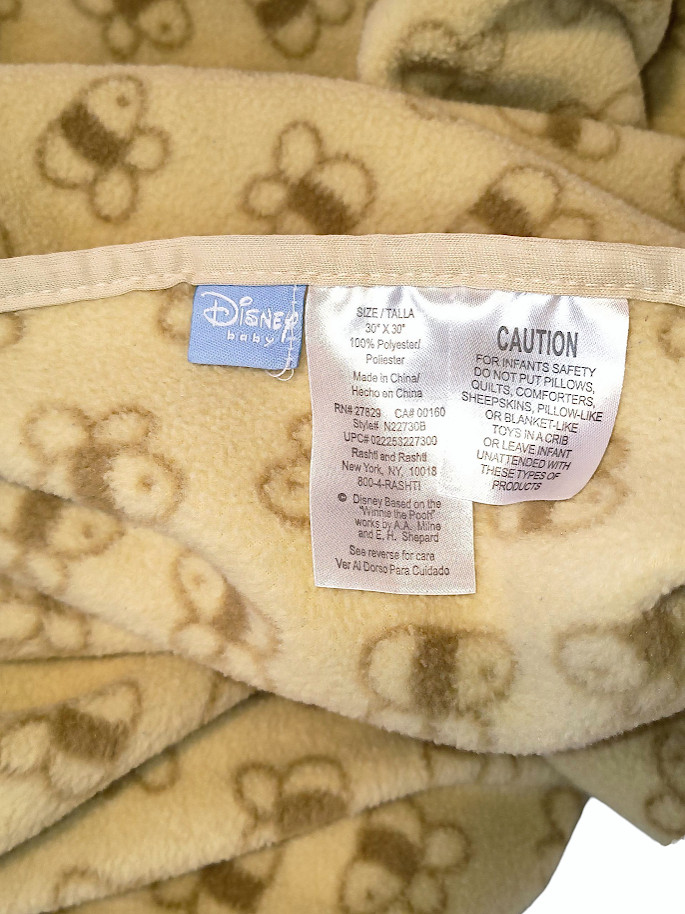 Disney
baby
SIZE / TALLA
30" X 30"
100% Polyester/
Poliester
Made in China/
Hecho en China
RN# 27829 CA# 00160
Style# N22730B
UPC# 022253227300
Rashti and Rashti
New York, NY, 10018
800-4-RASHTI
© Disney Based on the
"Winnie the Pooh"
works by A.A. Milne
and E. H. Shepard
See reverse for care
Ver Al Dorso Para Cuidado
CAUTION
FOR INFANTS SAFETY
DO NOT PUT PILLOWS,
QUILTS, COMFORTERS,
SHEEPSKINS, PILLOW-LIKE
OR BLANKET-LIKE
TOYS IN A CRIB
OR LEAVE INFANT
UNATTENDED WITH
THESE TYPES OF
PRODUCTS